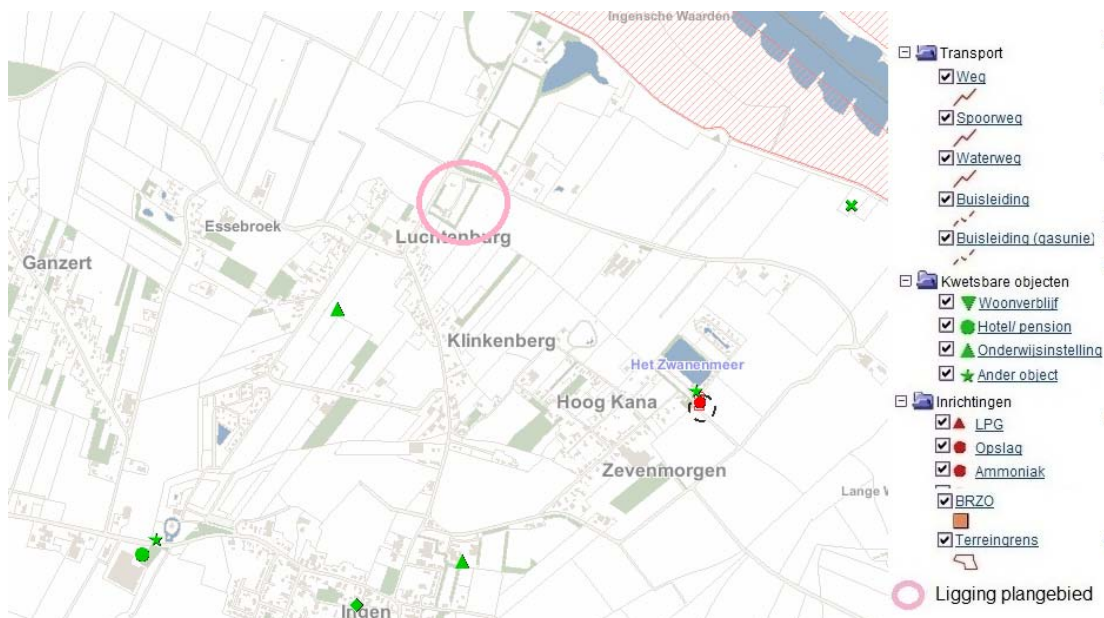 Ingensche Waarden
Essebroek
Luchtenburg
Ganzert
Klinkenberg
Het Zwanenmeer
Hoog Kana
Zevenmorgen
Lange W
Ingen
Transport
Weg
Spoorweg
Waterweg
Buisleiding
Buisleiding (gasunie)
Kwetsbare objecten
Woonverblijf
Hotel/ pension
Onderwijsinstelling
Ander object
Inrichtingen
LPG
Opslag
Ammoniak
BRZO
Terreingrens
Ligging plangebied